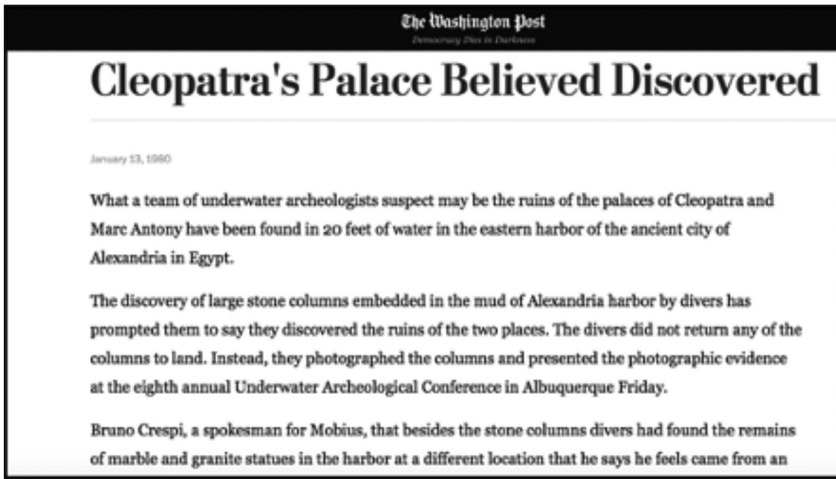 The Washington Post
Democracy Dies in Darkness
Cleopatra's Palace Believed Discovered
January 13, 1980
What a team of underwater archeologists suspect may be the ruins of the palaces of Cleopatra and
Marc Antony have been found in 20 feet of water in the eastern harbor of the ancient city of
Alexandria in Egypt.
The discovery of large stone columns embedded in the mud of Alexandria harbor by divers has
prompted them to say they discovered the ruins of the two places. The divers did not return any of the
columns to land. Instead, they photographed the columns and presented the photographic evidence
at the eighth annual Underwater Archeological Conference in Albuquerque Friday.
Bruno Crespi, a spokesman for Mobius, that besides the stone columns divers had found the remains
of marble and granite statues in the harbor at a different location that he says he feels came from an